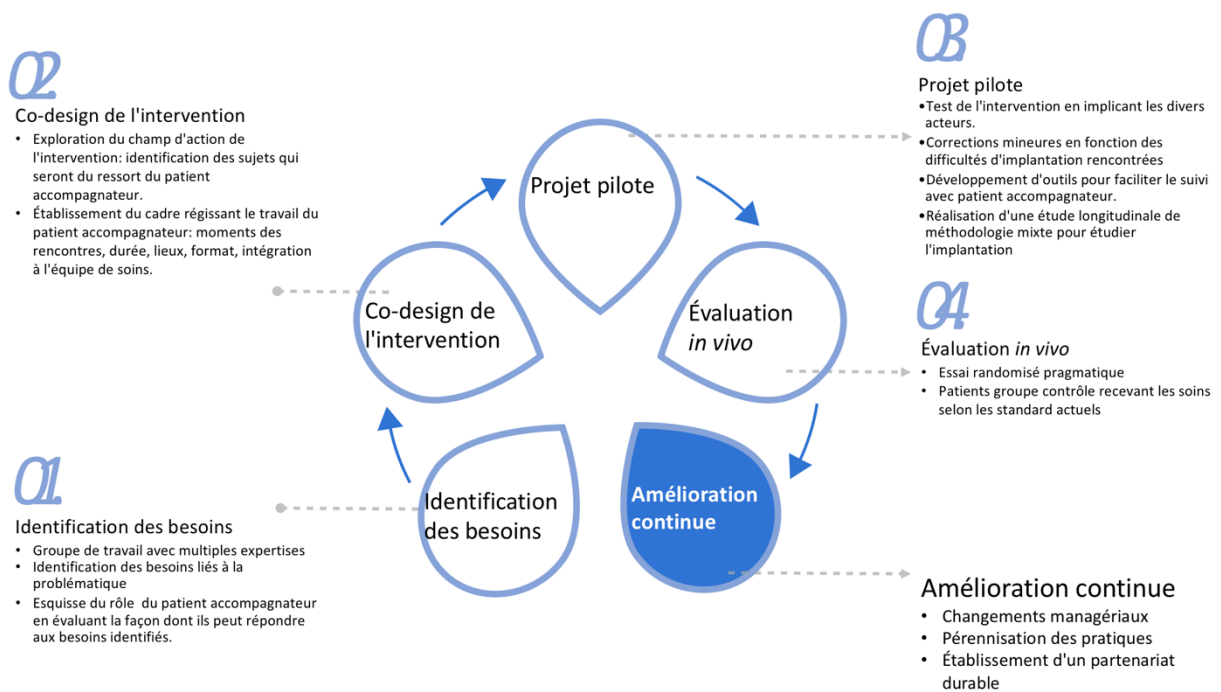 02.
Co-design de l'intervention
• Exploration du champ d'action de
l'intervention: identification des sujets qui
seront du ressort du patient
accompagnateur.
• Établissement du cadre régissant le travail du
patient accompagnateur: moments des
rencontres, durée, lieux, format, intégration
à l'équipe de soins.
03.
Projet pilote
•Test de l'intervention en implicant les divers
acteurs.
•Corrections mineures en fonction des
difficultés d'implantation rencontrées
•Développement d'outils pour faciliter le suivi
avec patient accompagnateur.
•Réalisation d'une étude longitudinale de
méthodologie mixte pour étudier
l'implantation
Projet pilote
Co-design de
l'intervention
Évaluation
in vivo
Identification
des besoins
Amélioration
continue
04.
Évaluation in vivo
• Essai randomisé pragmatique
• Patients groupe contrôle recevant les soins
selon les standard actuels
01.
Identification des besoins
• Groupe de travail avec multiples expertises
• Identification des besoins liés à la
problématique
• Esquisse du rôle du patient accompagnateur
en évaluant la façon dont ils peut répondre
aux besoins identifiés.
Amélioration continue
• Changements managériaux
• Pérennisation des pratiques
• Établissement d'un partenariat
durable